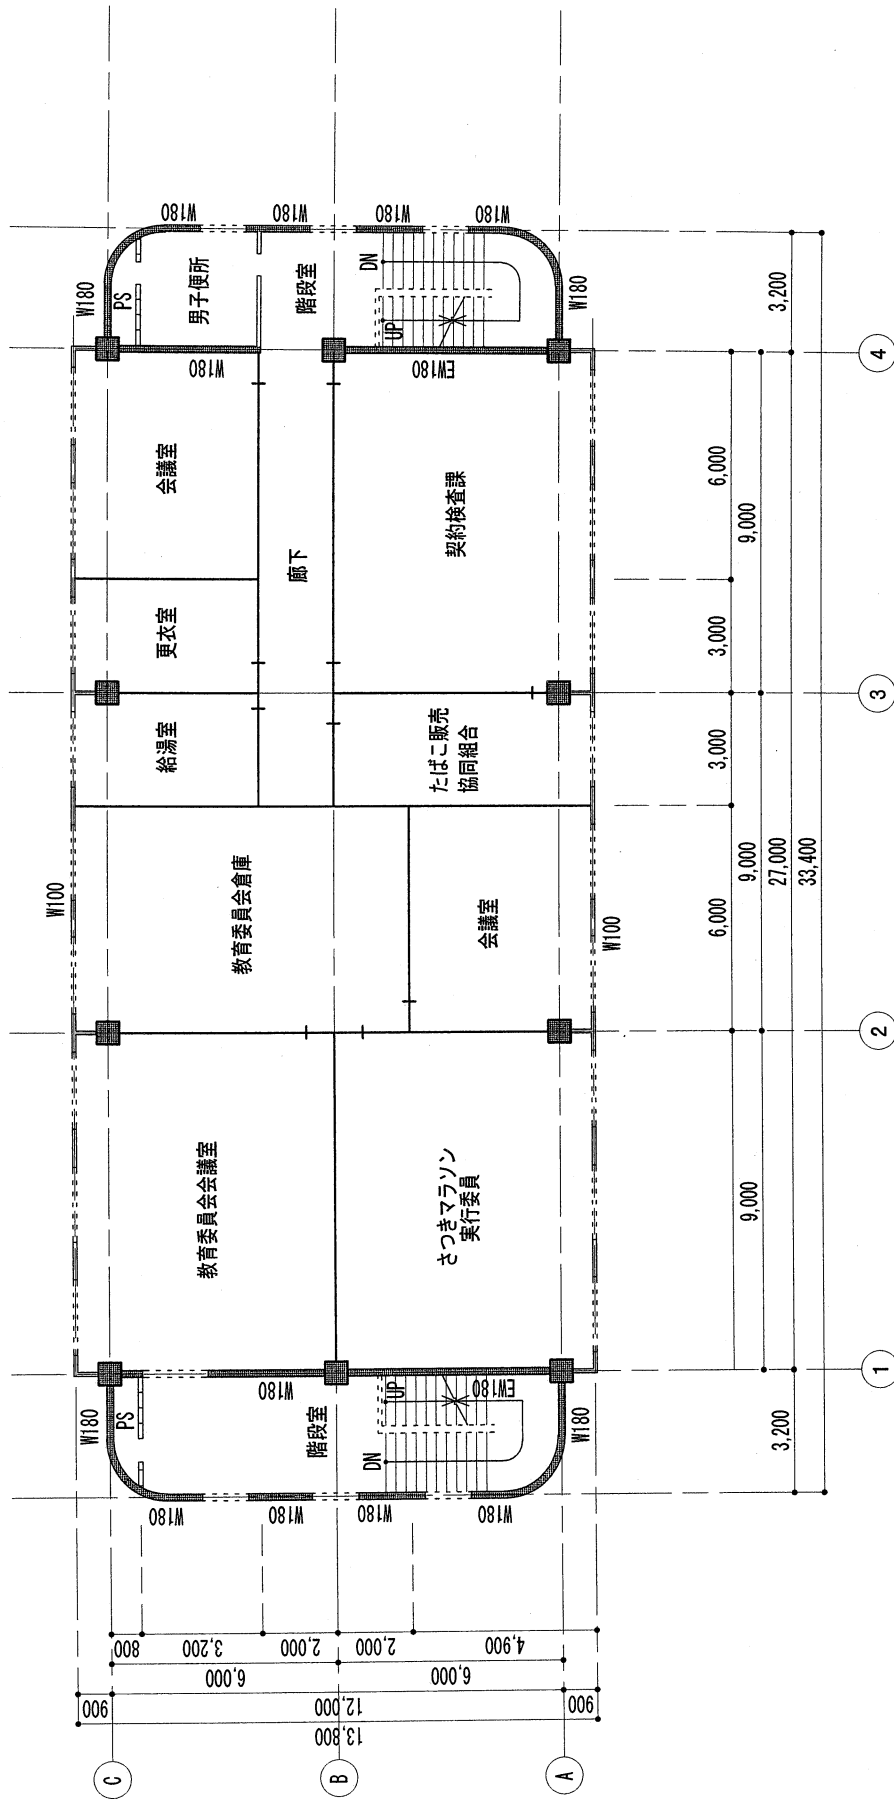 W100
W180
PS
男子便所
階段室
W180
W180
W180
W180
W180
DN
UP
EW180
W180
会議室
更衣室
給湯室
廊下
契約検査課
たばこ販売
協同組合
教育委員会倉庫
会議室
W100
教育委員会会議室
さつきマラソン
実行委員
W180
PS
W180
階段室
UP
DN
EW180
W180
W180
W180
W180
W180
800
3,200
2,000
2,000
4,900
6,000
6,000
900
12,000
900
13,800
C
B
A
6,000
3,000
3,000
6,000
9,000
9,000
9,000
3,200
27,000
3,200
33,400
1
2
3
4